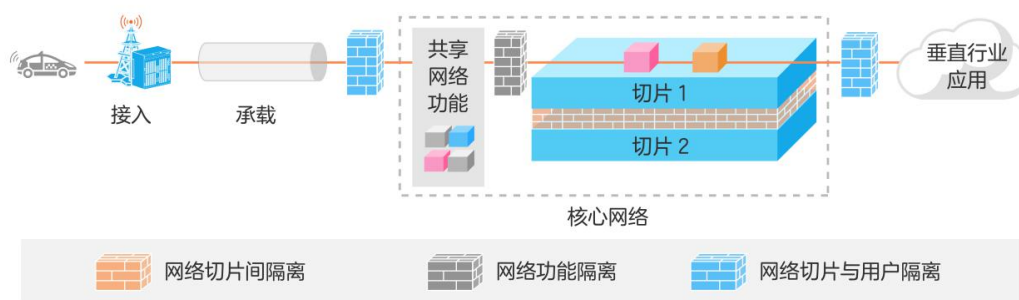 共享
网络
功能
切片 1
切片 2
垂直行业
应用
接入
承载
核心网络
网络切片间隔离
网络功能隔离
网络切片与用户隔离